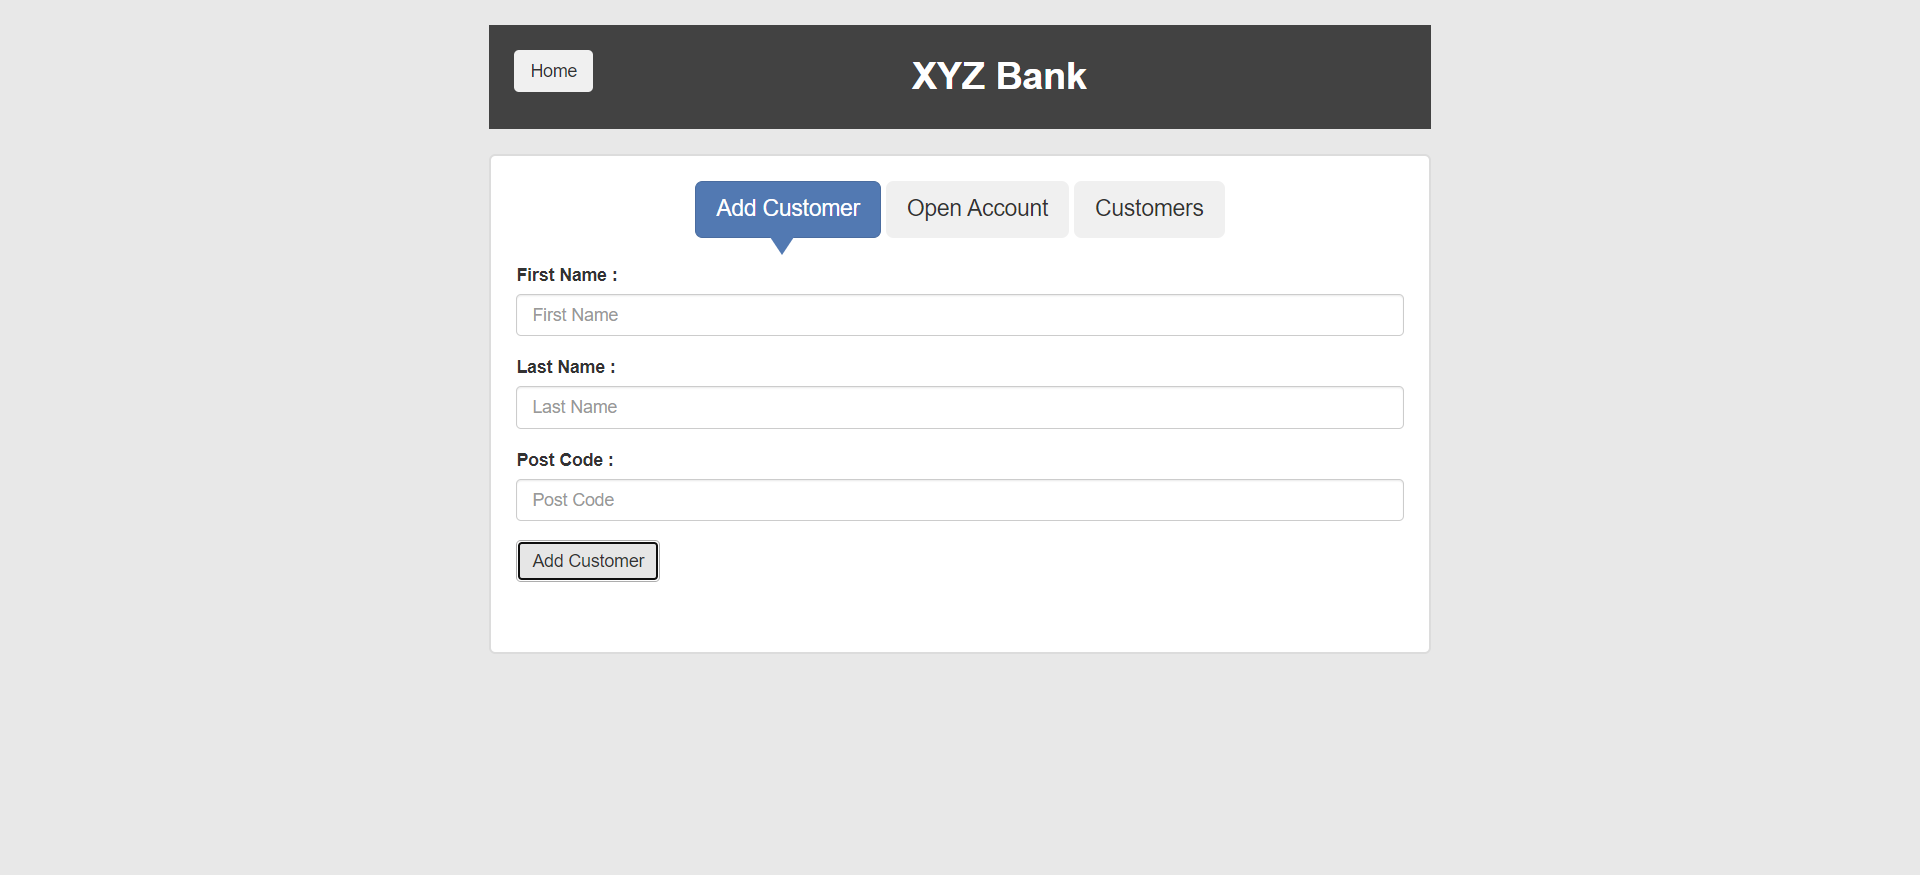 Home
XYZ Bank
Add Customer
Open Account
Customers
First Name :
First Name
Last Name :
Last Name
Post Code :
Post Code
Add Customer